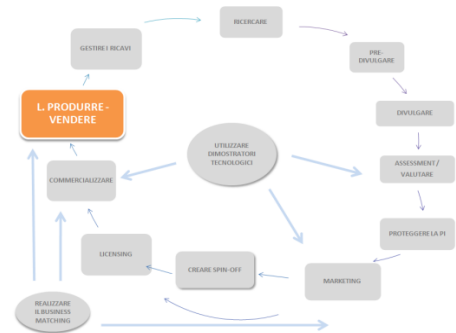 RICERCARE
GESTIRE I RICAVI
PRE-
DIVULGARE
L. PRODURRE -
VENDERE
DIVULGARE
UTILIZZARE
DIMOSTRATORI
TECNOLOGICI
ASSESSMENT /
VALUTARE
COMMERCIALIZZARE
PROTEGGERE LA PI
LICENSING
CREARE SPIN-OFF
MARKETING
REALIZZARE
IL BUSINESS
MATCHING